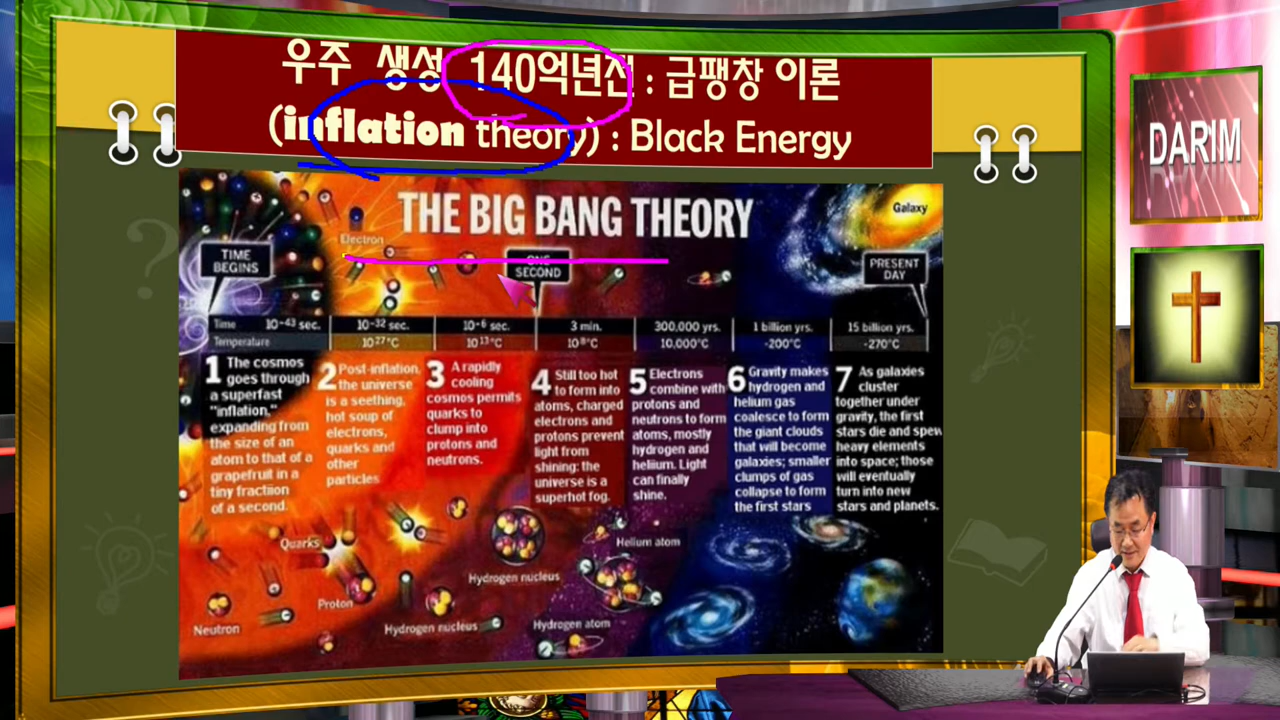 우주 생성 140억년전 : 급팽창 이론
(inflation theory) : Black Energy
THE BIG BANG THEORY
Galaxy
Electron
TIME
BEGINS
ONE
SECOND
PRESENT
DAY
Time 10-43 sec. 10-32 sec. 10-6 sec. 3 min. 300,000 yrs. 1 billion yrs. 15 billion yrs.
Temperature 1027°C 1013°C 108°C 10,000°C -200°C -270°C
1 The cosmos
goes through
a superfast
"inflation,"
expanding from
the size of an
atom to that of a
grapefruit in a
tiny fraction
of a second.
2 Post-inflation,
the universe
is a seething,
hot soup of
electrons,
quarks and
other
particles
3 A rapidly
cooling
cosmos permits
quarks to
clump into
protons and
neutrons.
4 Still too hot
to form into
atoms, charged
electrons and
protons prevent
light from
shining: the
universe is a
superhot fog.
5 Electrons
combine with
protons and
neutrons to form
atoms, mostly
hydrogen and
helium. Light
can finally
shine.
6 Gravity makes
hydrogen and
helium gas
coalesce to form
the giant clouds
that will become
galaxies; smaller
clumps of gas
collapse to form
the first stars
7 As galaxies
cluster
together under
gravity, the first
stars die and spew
heavy elements
into space; those
will eventually
turn into new
stars and planets.
Quarks
Proton
Neutron
Hydrogen nucleus
Hydrogen nucleus
Helium atom
Hydrogen atom
DARIM
DARIM